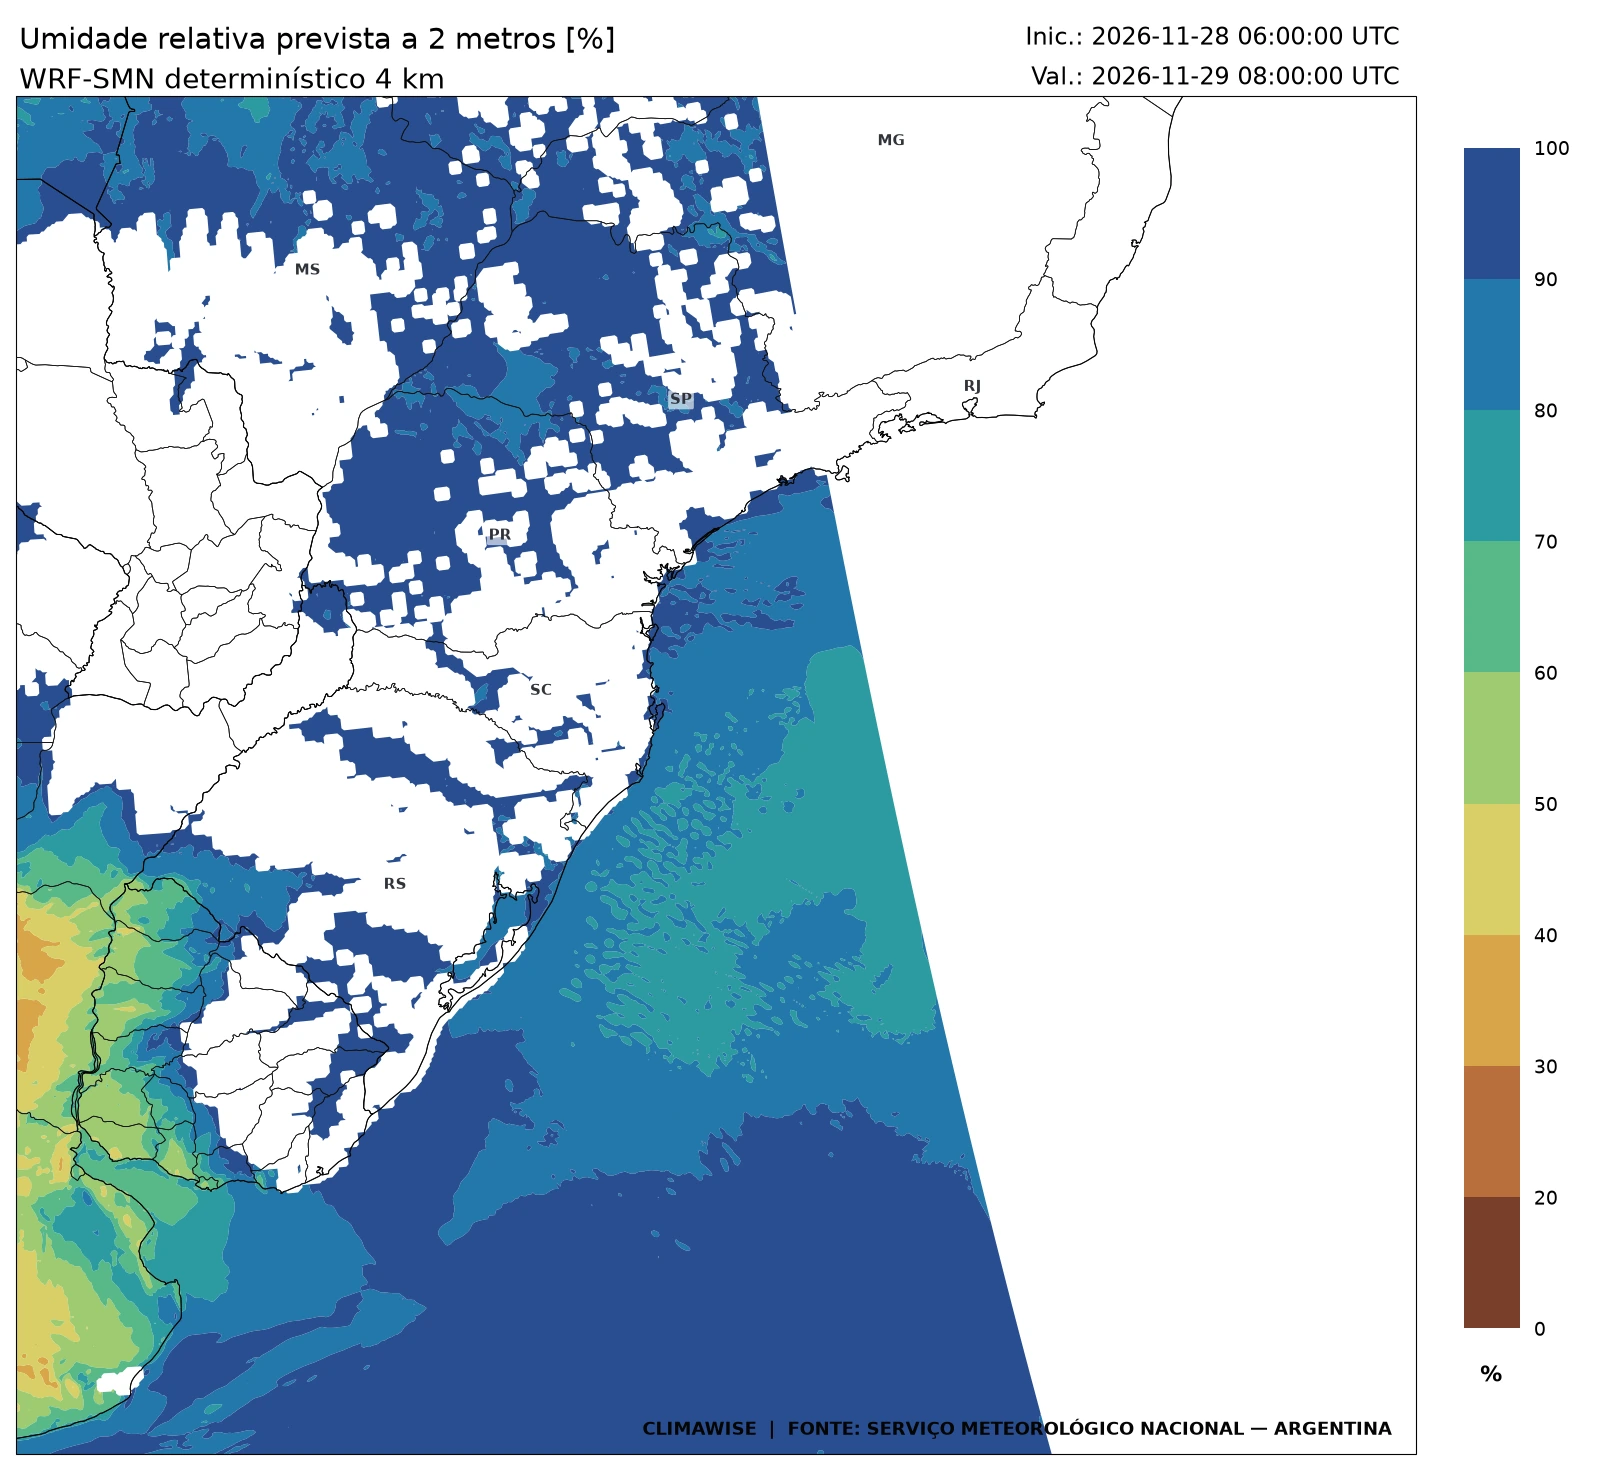 Umidade relativa prevista a 2 metros [%]
WRF-SMN determinístico 4 km
Inic.: 2026-11-28 06:00:00 UTC
Val.: 2026-11-29 08:00:00 UTC
MG
MS
RJ
SP
PR
SC
RS
100
90
80
70
60
50
40
30
20
0
%
CLIMAWISE | FONTE: SERVIÇO METEOROLÓGICO NACIONAL — ARGENTINA